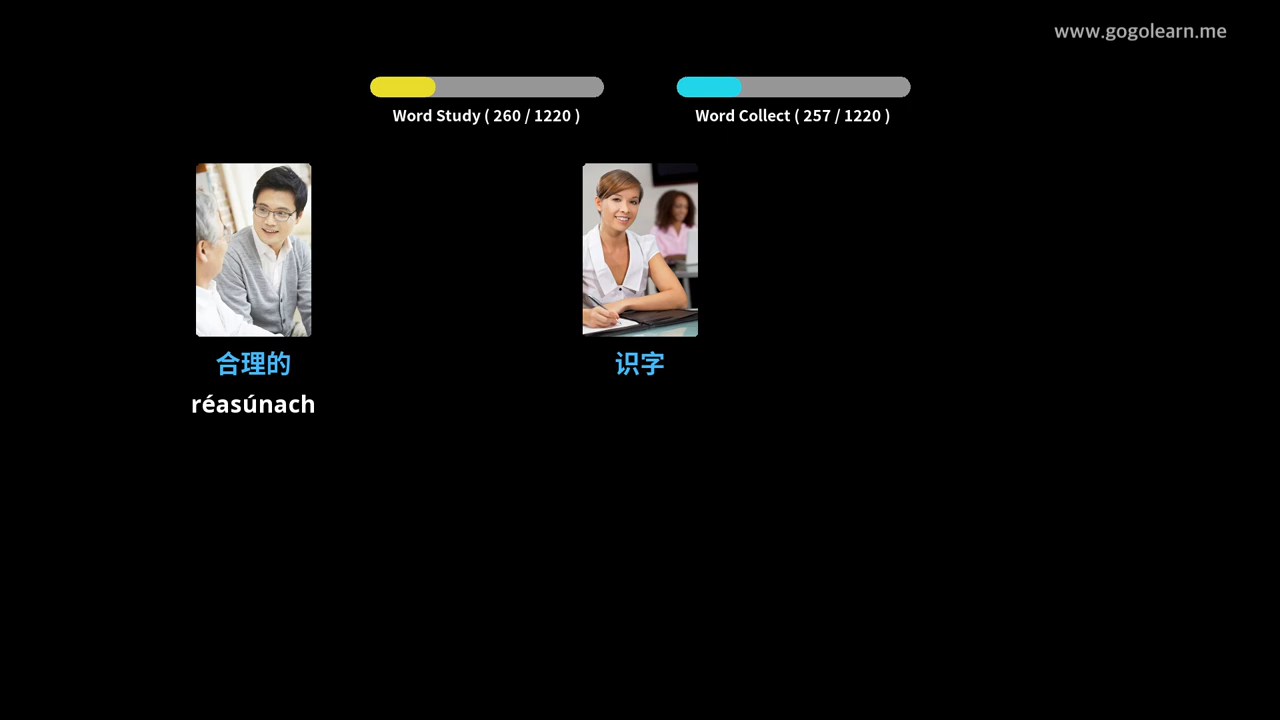 www.gogolearn.me
Word Study ( 260 / 1220 )
Word Collect ( 257 / 1220 )
合理的
识字
réasúnach